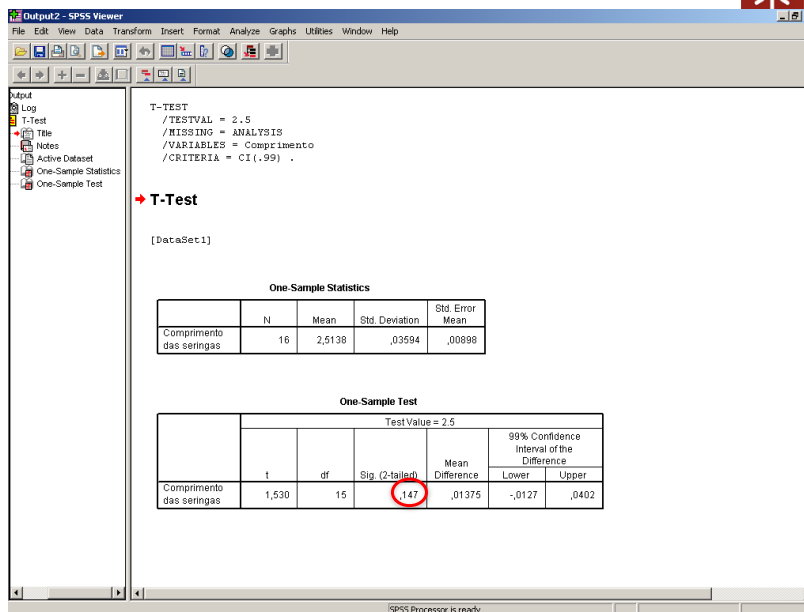 Output2 - SPSS Viewer
File Edit View Data Transform Insert Format Analyze Graphs Utilities Window Help
Output
Log
T-Test
Title
Notes
Active Dataset
One-Sample Statistics
One-Sample Test
T-TEST
/TESTVAL = 2.5
/MISSING = ANALYSIS
/VARIABLES = Comprimento
/CRITERIA = CI(.99) .
T-Test
[DataSet1]
One-Sample Statistics
N Mean Std. Deviation Std. Error Mean
Comprimento das seringas 16 2,5138 ,03594 ,00898
One-Sample Test
Test Value = 2.5
t df Sig. (2-tailed) Mean Difference 99% Confidence Interval of the Difference
Lower Upper
Comprimento das seringas 1,530 15 ,147 ,01375 -,0127 ,0402
SPSS Processor is ready